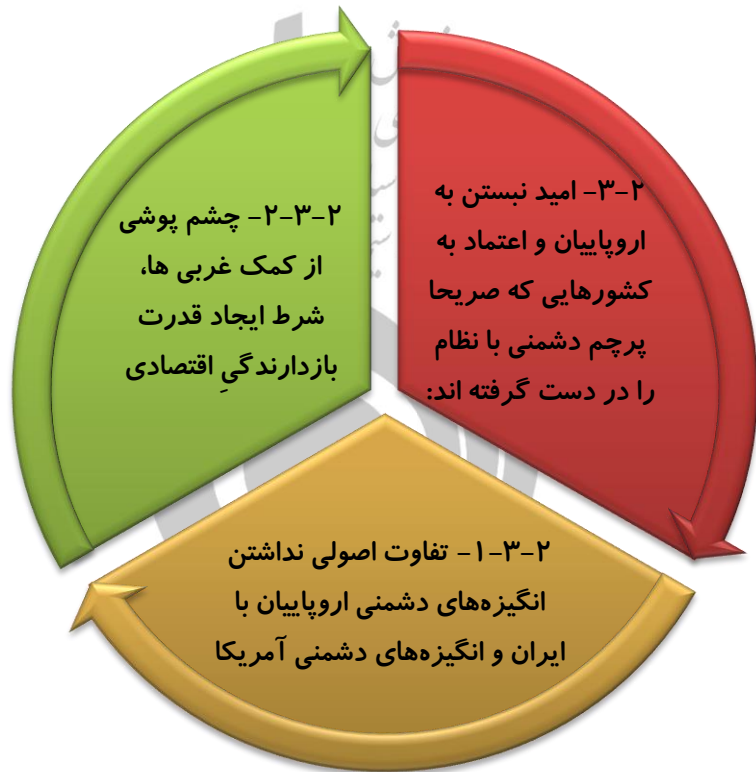 ۲-۳- امید نبستن به
اروپاییان و اعتماد به
کشورهایی که صریحا
پرچم دشمنی با نظام
را در دست گرفته اند:
۲-۳-۱- تفاوت اصولی نداشتن
انگیزه‌های دشمنی اروپاییان با
ایران و انگیزه‌های دشمنی آمریکا
۲-۳-۲- چشم پوشی
از کمک غربی ها،
شرط ایجاد قدرت
بازدارندگیِ اقتصادی